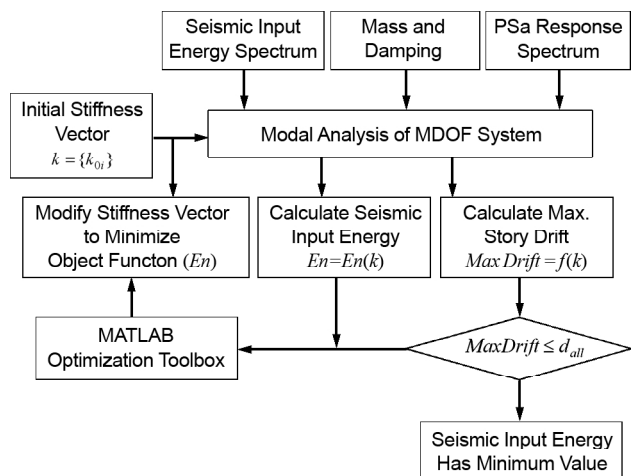 Seismic Input
Energy Spectrum
Mass and
Damping
PSa Response
Spectrum
Initial Stiffness
Vector
k = {k0i}
Modal Analysis of MDOF System
Modify Stiffness Vector
to Minimize
Object Functon (En)
Calculate Seismic
Input Energy
En=En(k)
Calculate Max.
Story Drift
Max Drift = f(k)
MATLAB
Optimization Toolbox
MaxDrift ≤ dall
Seismic Input Energy
Has Minimum Value